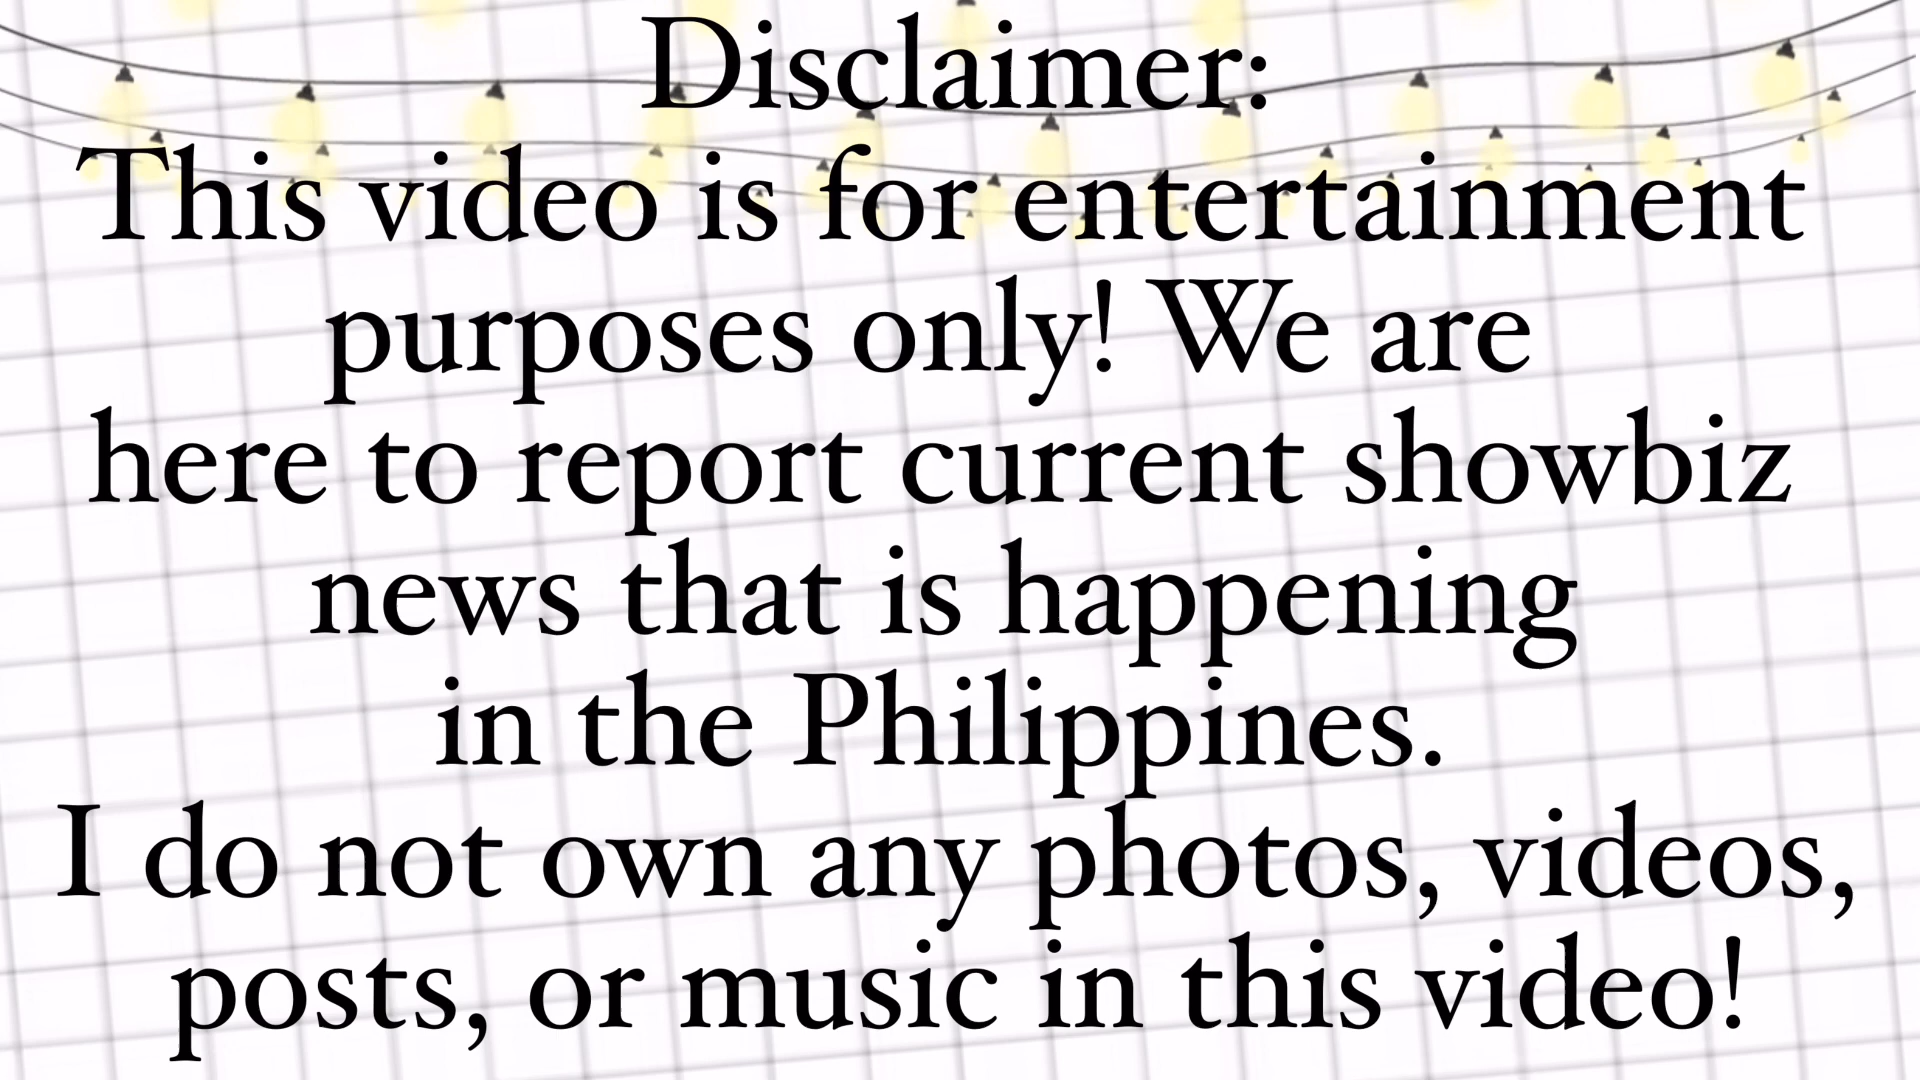 Disclaimer:
This video is for entertainment
purposes only! We are
here to report current showbiz
news that is happening
in the Philippines.
I do not own any photos, videos,
posts, or music in this video!